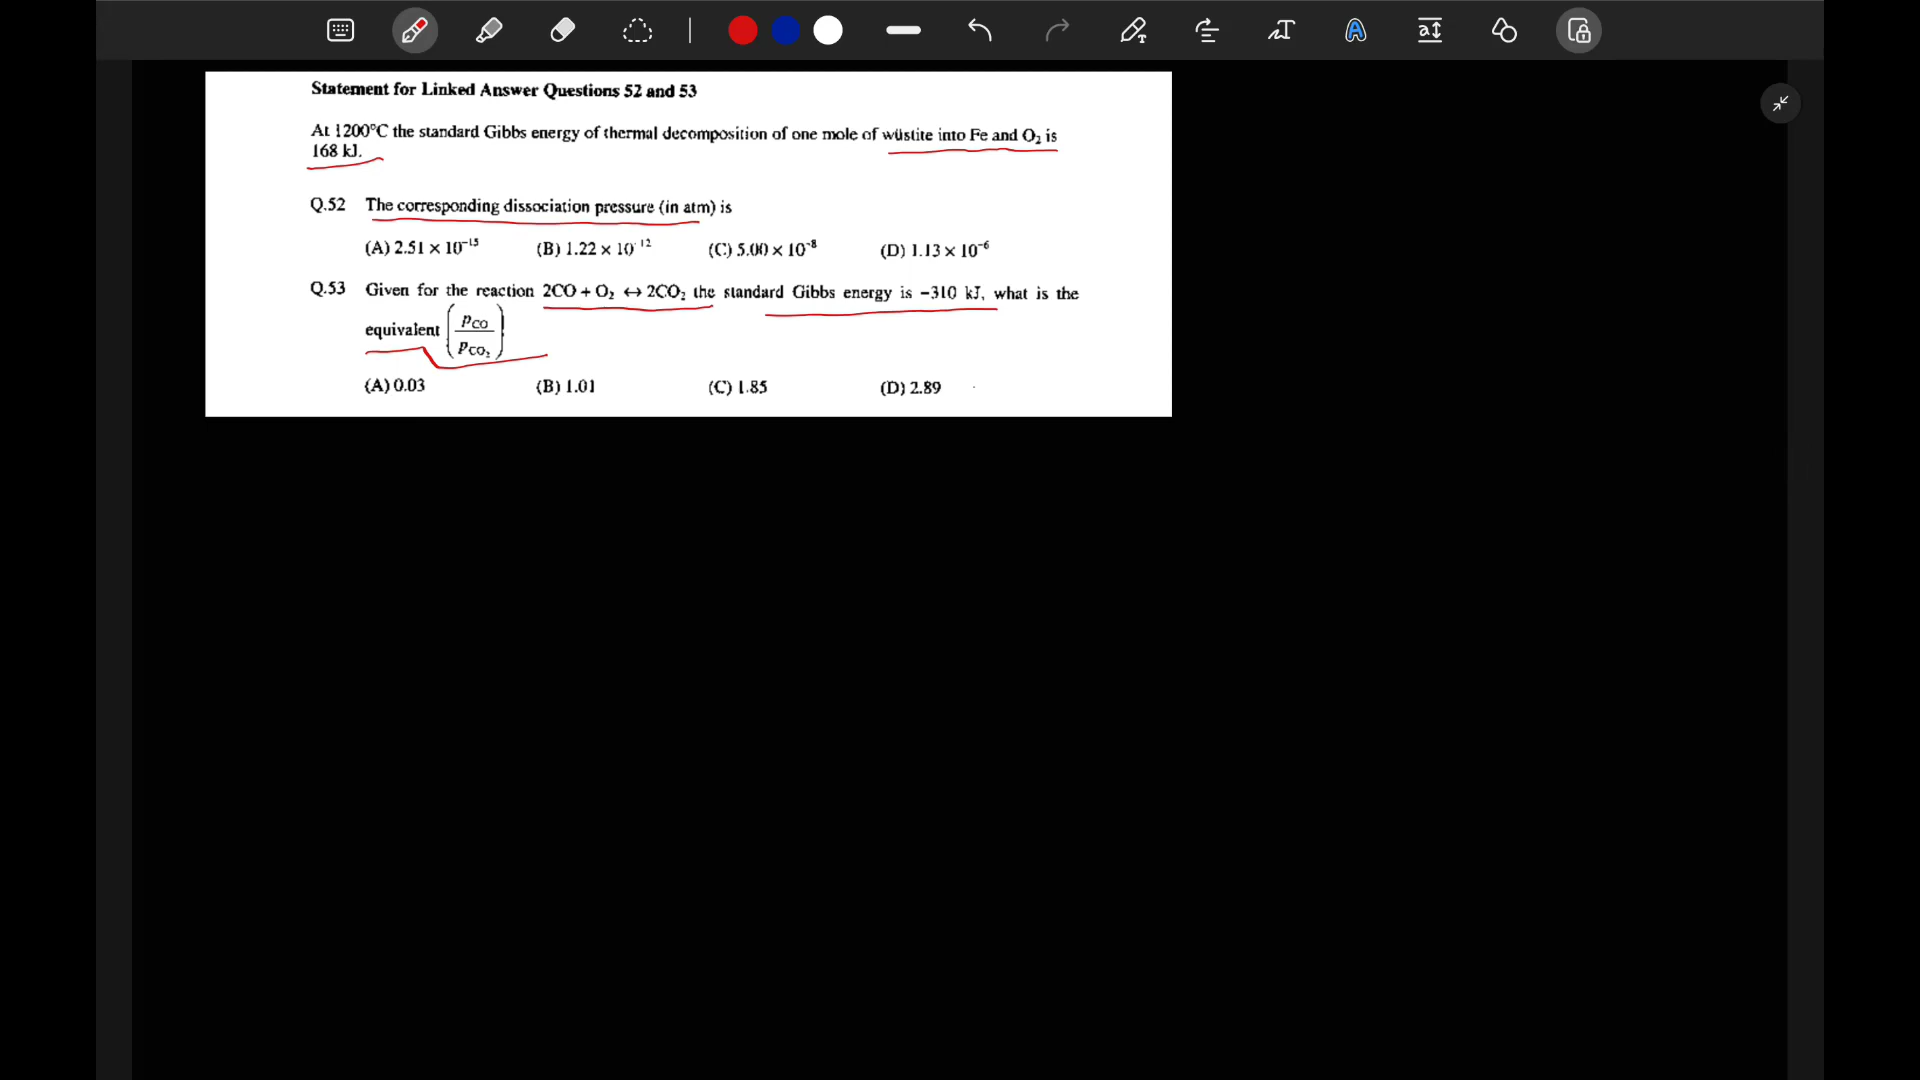 Statement for Linked Answer Questions 52 and 53
At 1200°C the standard Gibbs energy of thermal decomposition of one mole of wüstite into Fe and O₂ is
168 kJ.
Q.52 The corresponding dissociation pressure (in atm) is
(A) 2.51 × 10⁻¹⁵ (B) 1.22 × 10⁻¹² (C) 5.00 × 10⁻⁸ (D) 1.13 × 10⁻⁶
Q.53 Given for the reaction 2CO + O₂ ↔ 2CO₂ the standard Gibbs energy is −310 kJ, what is the
equivalent (pCO / pCO₂)
(A) 0.03 (B) 1.01 (C) 1.85 (D) 2.89